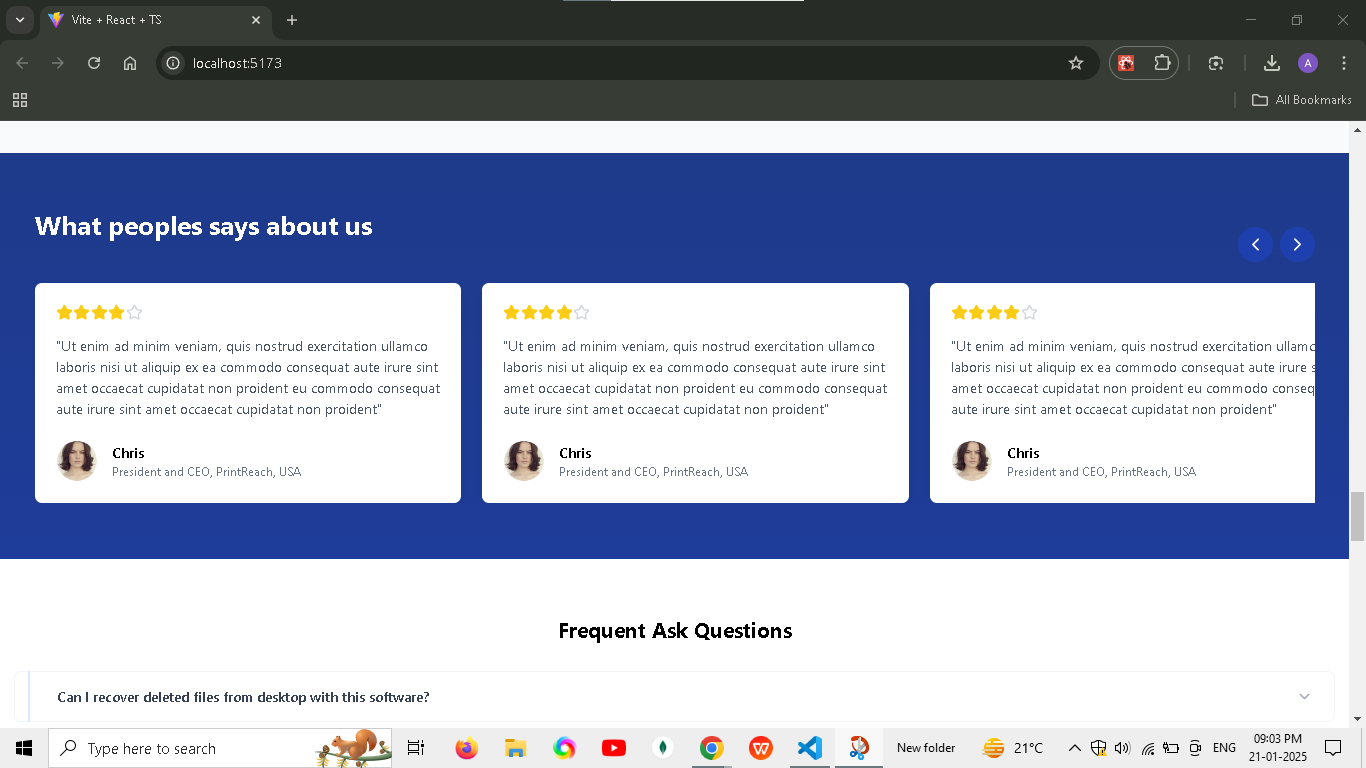 Vite + React + TS
localhost:5173
A
All Bookmarks
What peoples says about us
"Ut enim ad minim veniam, quis nostrud exercitation ullamco
laboris nisi ut aliquip ex ea commodo consequat aute irure sint
amet occaecat cupidatat non proident eu commodo consequat
aute irure sint amet occaecat cupidatat non proident"
Chris
President and CEO, PrintReach, USA
"Ut enim ad minim veniam, quis nostrud exercitation ullamco
laboris nisi ut aliquip ex ea commodo consequat aute irure sint
amet occaecat cupidatat non proident eu commodo consequat
aute irure sint amet occaecat cupidatat non proident"
Chris
President and CEO, PrintReach, USA
"Ut enim ad minim veniam, quis nostrud exercitation ullamc
laboris nisi ut aliquip ex ea commodo consequat aute irure s
amet occaecat cupidatat non proident eu commodo conseq
aute irure sint amet occaecat cupidatat non proident"
Chris
President and CEO, PrintReach, USA
Frequent Ask Questions
Can I recover deleted files from desktop with this software?
Type here to search
New folder
21°C
ENG
09:03 PM
21-01-2025